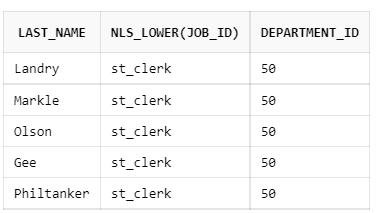 LAST_NAME NLS_LOWER(JOB_ID) DEPARTMENT_ID
Landry st_clerk 50
Markle st_clerk 50
Olson st_clerk 50
Gee st_clerk 50
Philtanker st_clerk 50